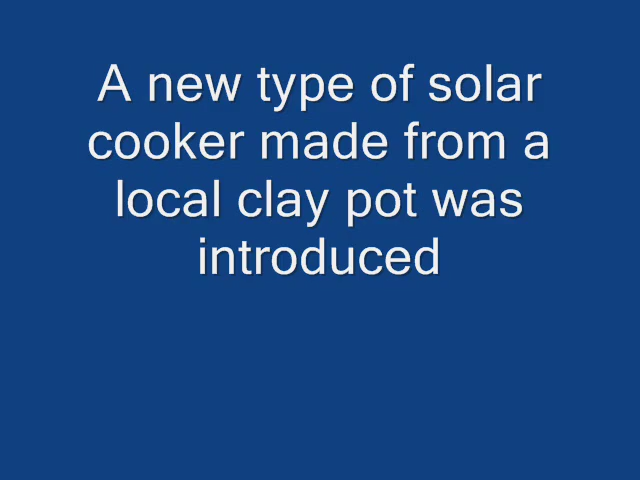 A new type of solar
cooker made from a
local clay pot was
introduced